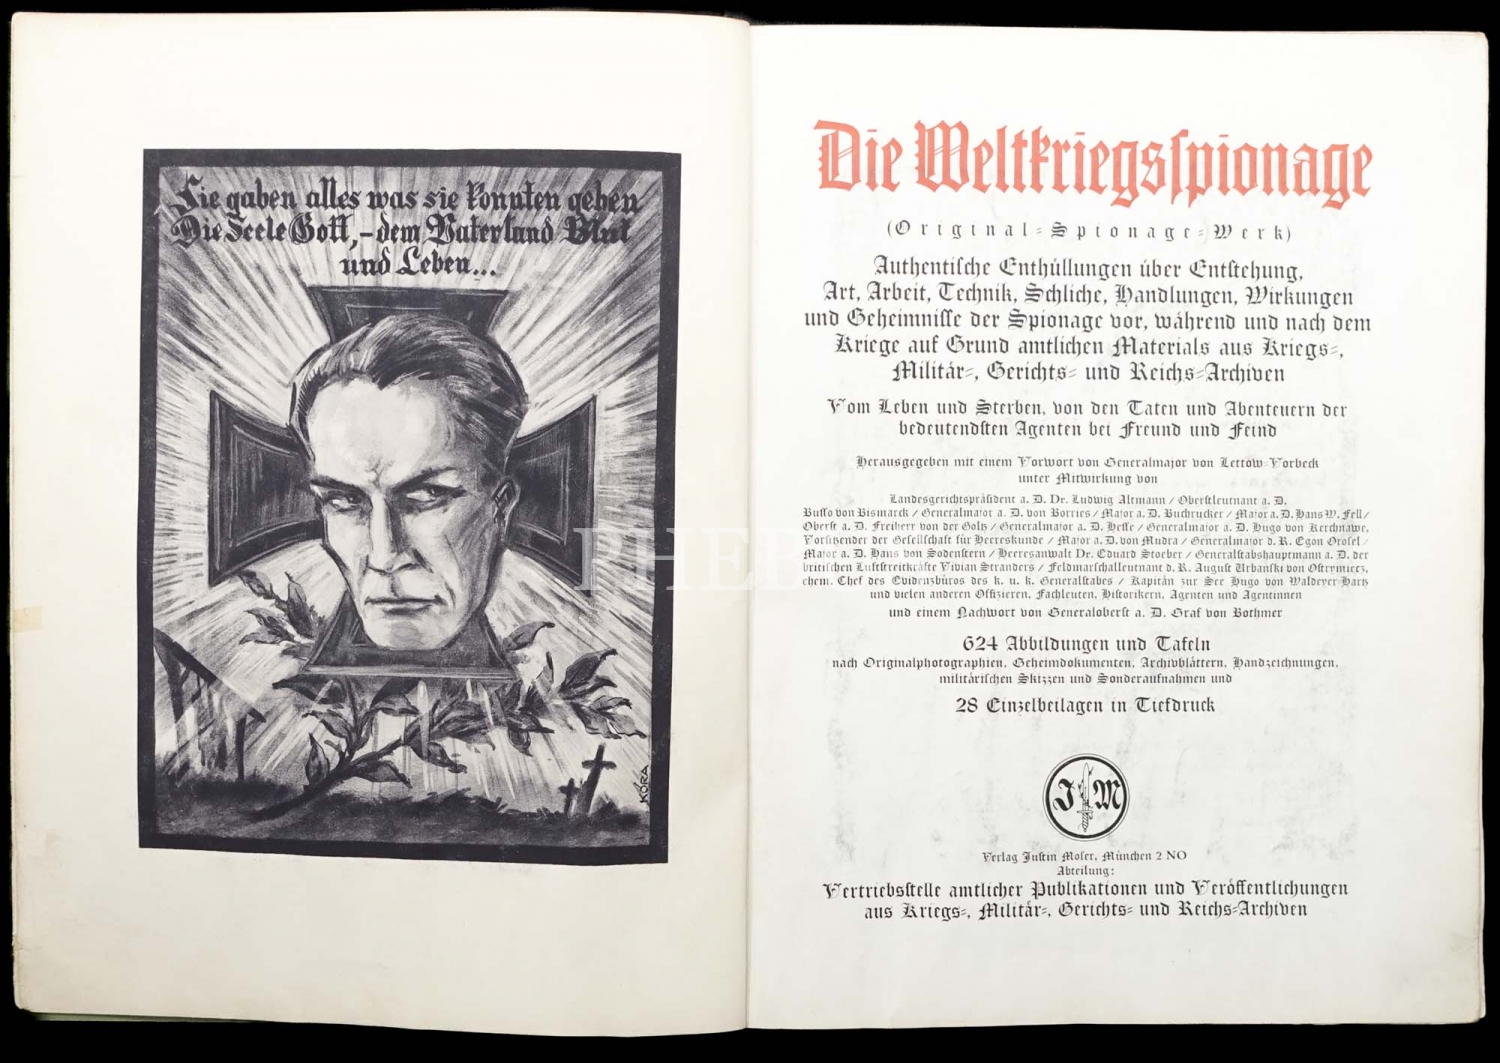 Sie gaben alles was sie konnten geben
Die Seele Gott, – dem Vaterland Blut
und Leben...
KÖRA
Die Weltkriegsspionage
(Original-Spionage-Werk)
Authentische Enthüllungen über Entstehung,
Art, Arbeit, Technik, Schliche, Handlungen, Wirkungen
und Geheimnisse der Spionage vor, während und nach dem
Kriege auf Grund amtlichen Materials aus Kriegs-,
Militär-, Gerichts- und Reichs-Archiven
Vom Leben und Sterben, von den Taten und Abenteuern der
bedeutendsten Agenten bei Freund und Feind
Herausgegeben mit einem Vorwort von Generalmajor von Lettow-Vorbeck
unter Mitwirkung von
Landesgerichtspräsident a. D. Dr. Ludwig Altmann / Oberstleutnant a. D.
Busso von Bismarck / Generalmajor a. D. von Borries / Major a. D. Buchrucker / Major a. D. Hans W. Fell /
Oberst a. D. Freiherr von der Goltz / Generalmajor a. D. Hesse / Generalmajor a. D. Hugo von Kerchnawe,
Vorsitzender der Gesellschaft für Heereskunde / Major a. D. von Mudra / Generalmajor d. R. Egon Grosel /
Major a. D. Hans von Sodenstern / Heeresanwalt Dr. Eduard Stoeber / Generalstabshauptmann a. D. der
britischen Luftstreitkräfte Vivian Stranders / Feldmarschalleutnant d. R. August Urbański von Ostrymiecz,
chem. Chef des Evidenzbüros des k. u. k. Generalstabes / Kapitän zur See Hugo von Waldeyer-Hartz
und vielen anderen Offizieren, Fachleuten, Historikern, Agenten und Agentinnen
und einem Nachwort von Generaloberst a. D. Graf von Bothmer
624 Abbildungen und Tafeln
nach Originalphotographien, Geheimdokumenten, Archivblättern, Handzeichnungen,
militärischen Skizzen und Sonderaufnahmen und
28 Einzelbeilagen in Tiefdruck
J M
Verlag Justin Moser, München 2 NO
Abteilung:
Vertriebsstelle amtlicher Publikationen und Veröffentlichungen
aus Kriegs-, Militär-, Gerichts- und Reichs-Archiven